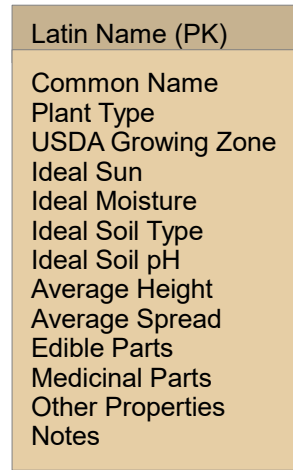 Latin Name (PK)
Common Name
Plant Type
USDA Growing Zone
Ideal Sun
Ideal Moisture
Ideal Soil Type
Ideal Soil pH
Average Height
Average Spread
Edible Parts
Medicinal Parts
Other Properties
Notes